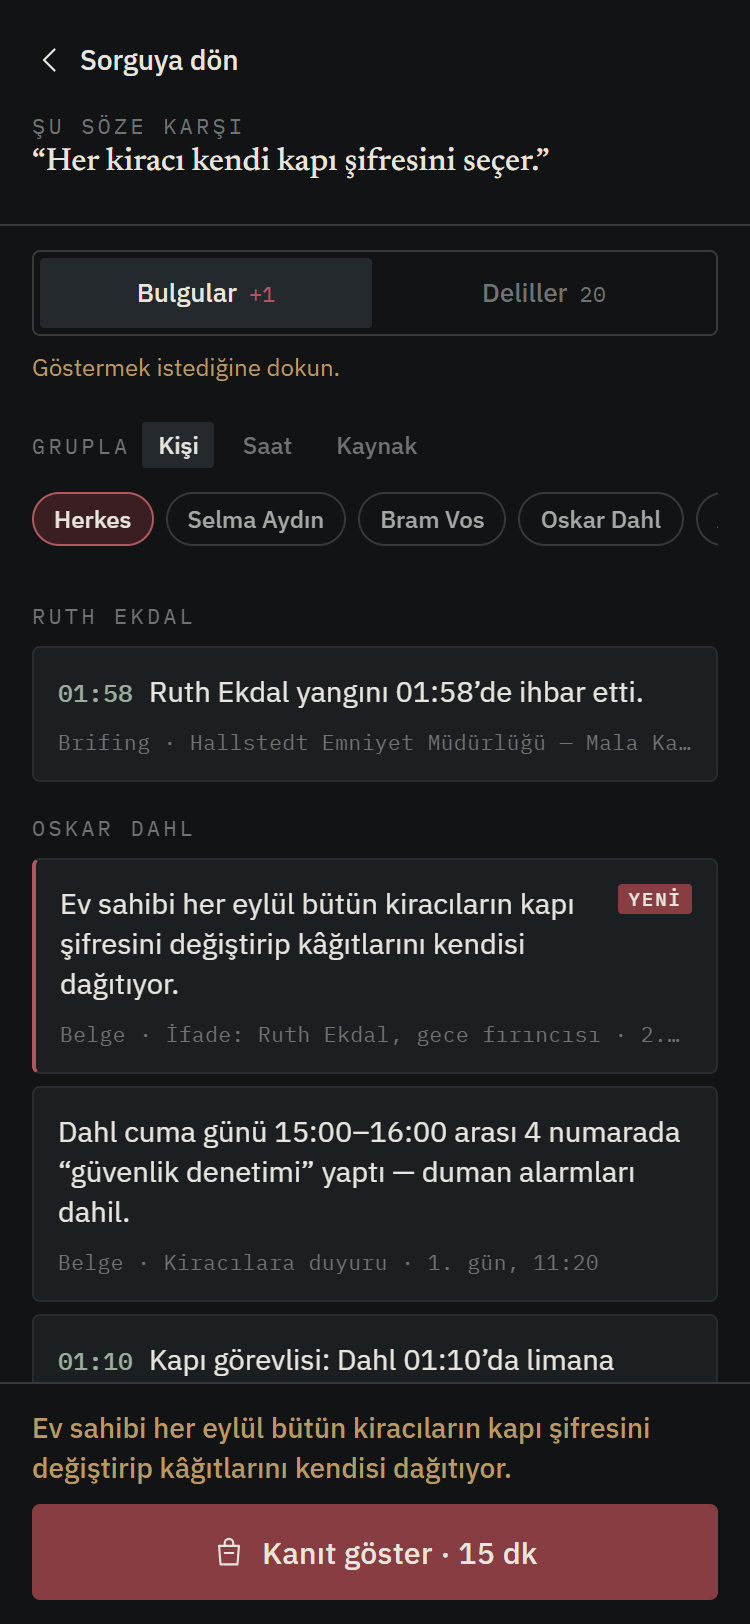 Sorguya dön
ŞU SÖZE KARŞI
“Her kiracı kendi kapı şifresini seçer.”
Bulgular +1
Deliller 20
Göstermek istediğine dokun.
GRUPLA Kişi Saat Kaynak
Herkes Selma Aydın Bram Vos Oskar Dahl
RUTH EKDAL
01:58 Ruth Ekdal yangını 01:58’de ihbar etti.
Brifing · Hallstedt Emniyet Müdürlüğü — Mala Ka…
OSKAR DAHL
Ev sahibi her eylül bütün kiracıların kapı
YENİ
şifresini değiştirip kâğıtlarını kendisi
dağıtıyor.
Belge · İfade: Ruth Ekdal, gece fırıncısı · 2.…
Dahl cuma günü 15:00–16:00 arası 4 numarada
“güvenlik denetimi” yaptı — duman alarmları
dahil.
Belge · Kiracılara duyuru · 1. gün, 11:20
01:10 Kapı görevlisi: Dahl 01:10’da limana
Ev sahibi her eylül bütün kiracıların kapı şifresini
değiştirip kâğıtlarını kendisi dağıtıyor.
Kanıt göster · 15 dk